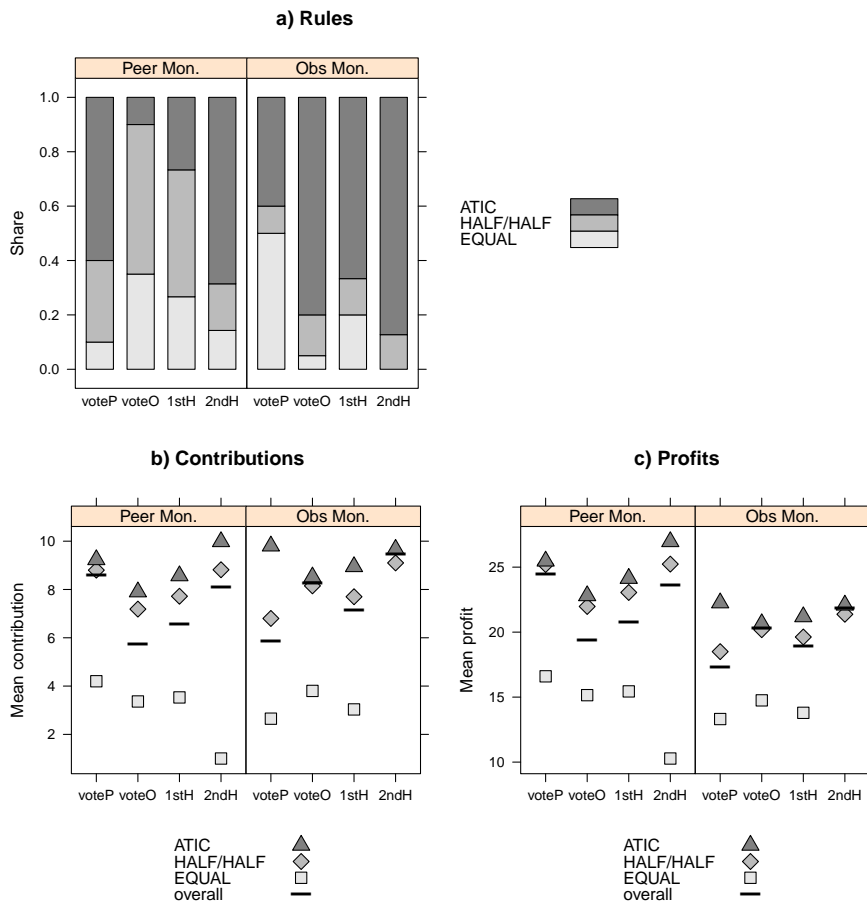 a) Rules
Peer Mon. Obs Mon.
1.0
0.8
0.6
0.4
0.2
0.0
Share
voteP voteO 1stH 2ndH voteP voteO 1stH 2ndH
ATIC
HALF/HALF
EQUAL
b) Contributions
Peer Mon. Obs Mon.
10
8
6
4
2
Mean contribution
voteP voteO 1stH 2ndH voteP voteO 1stH 2ndH
ATIC
HALF/HALF
EQUAL
overall
c) Profits
Peer Mon. Obs Mon.
25
20
15
10
Mean profit
voteP voteO 1stH 2ndH voteP voteO 1stH 2ndH
ATIC
HALF/HALF
EQUAL
overall